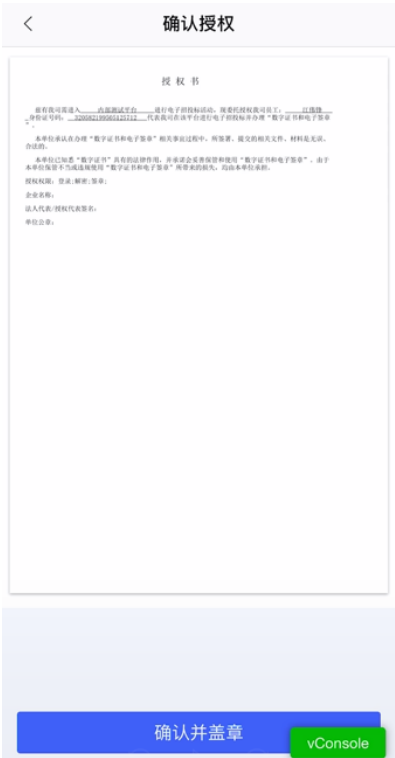 确认授权
授 权 书
兹有我司需进入 内部测试平台 进行电子招投标活动，现委托授权我司员工：
身份证号码： 代表我司在该平台进行电子招投标并办理“数字证书和电子签章
”。
本单位承认在办理“数字证书和电子签章”相关事宜过程中，所签署、提交的相关文件、材料是无误、
合法的。
本单位已知悉“数字证书”具有的法律作用，并承诺会妥善保管和使用“数字证书和电子签章”。由于
本单位保管不当或违规使用“数字证书和电子签章”所带来的损失，均由本单位承担。
授权权限：登录;解密;签章;
企业名称：
法人代表/授权代表签名：
单位公章：
确认并盖章
vConsole